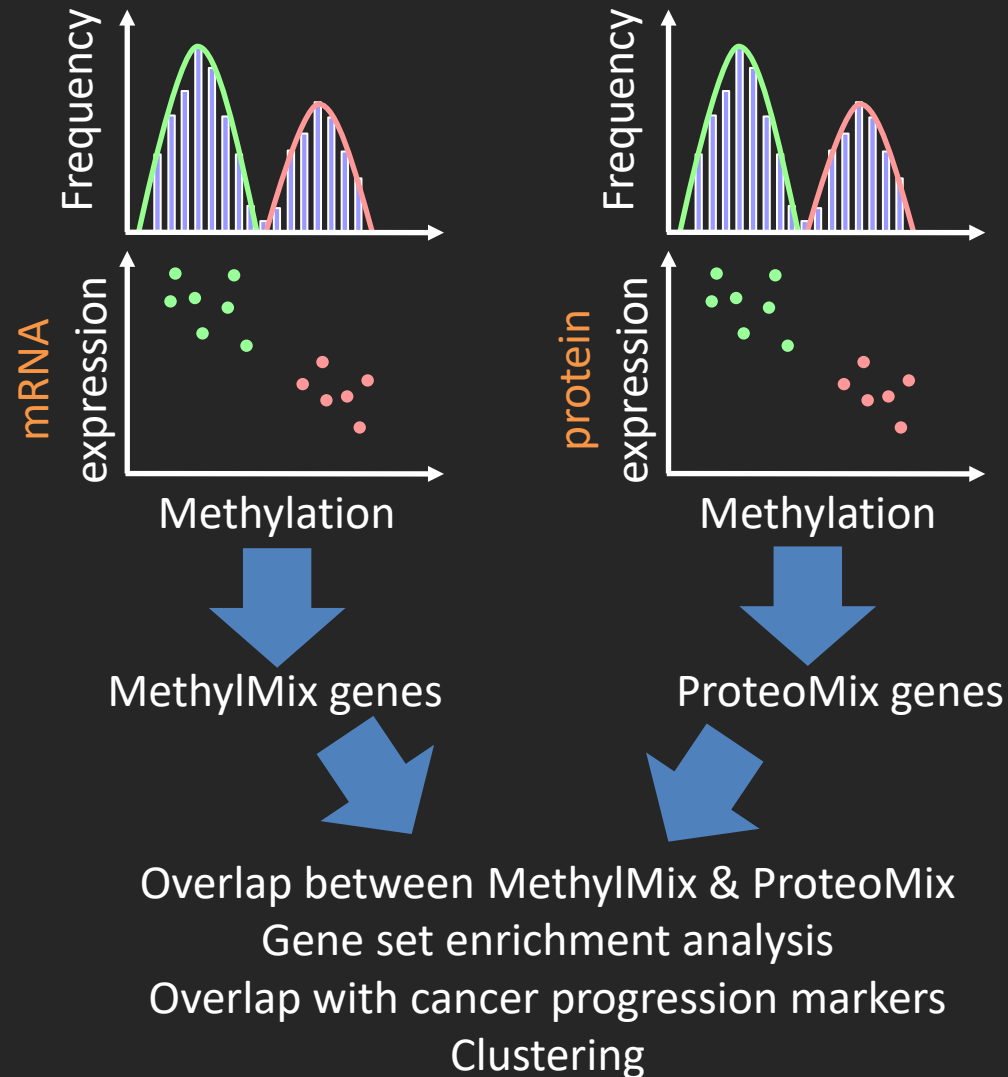 Frequency
Frequency
mRNA
expression
protein
expression
Methylation
Methylation
MethylMix genes
ProteoMix genes
Overlap between MethylMix & ProteoMix
Gene set enrichment analysis
Overlap with cancer progression markers
Clustering